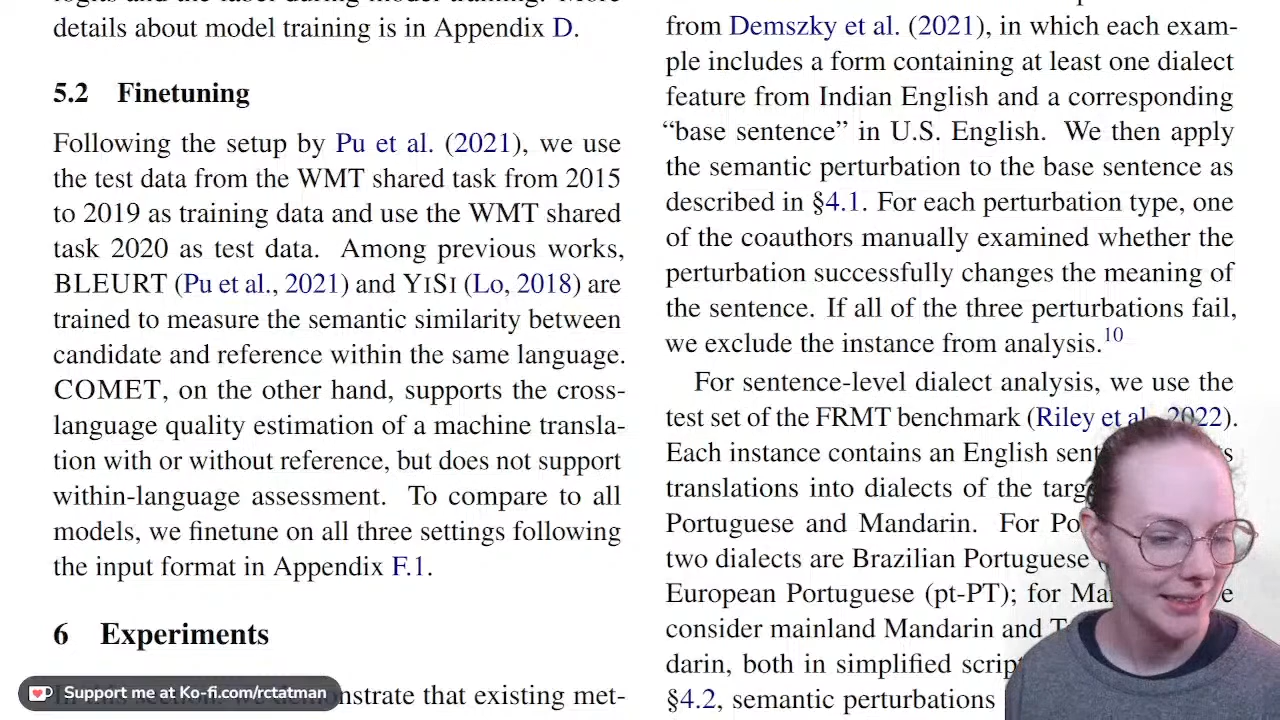 logits and the label during model training. More
details about model training is in Appendix D.
5.2 Finetuning
Following the setup by Pu et al. (2021), we use
the test data from the WMT shared task from 2015
to 2019 as training data and use the WMT shared
task 2020 as test data. Among previous works,
BLEURT (Pu et al., 2021) and YISI (Lo, 2018) are
trained to measure the semantic similarity between
candidate and reference within the same language.
COMET, on the other hand, supports the cross-
language quality estimation of a machine transla-
tion with or without reference, but does not support
within-language assessment. To compare to all
models, we finetune on all three settings following
the input format in Appendix F.1.
6 Experiments
demonstrate that existing met-
from Demszky et al. (2021), in which each exam-
ple includes a form containing at least one dialect
feature from Indian English and a corresponding
“base sentence” in U.S. English. We then apply
the semantic perturbation to the base sentence as
described in §4.1. For each perturbation type, one
of the coauthors manually examined whether the
perturbation successfully changes the meaning of
the sentence. If all of the three perturbations fail,
we exclude the instance from analysis.10
For sentence-level dialect analysis, we use the
test set of the FRMT benchmark (Riley et al., 2022).
Each instance contains an English
translations into dialects of the
Portuguese and Mandarin. For
two dialects are Brazilian Portuguese
European Portuguese (pt-PT); for
consider mainland Mandarin and
darin, both in simplified
§4.2, semantic perturbations
Support me at Ko-fi.com/rctatman